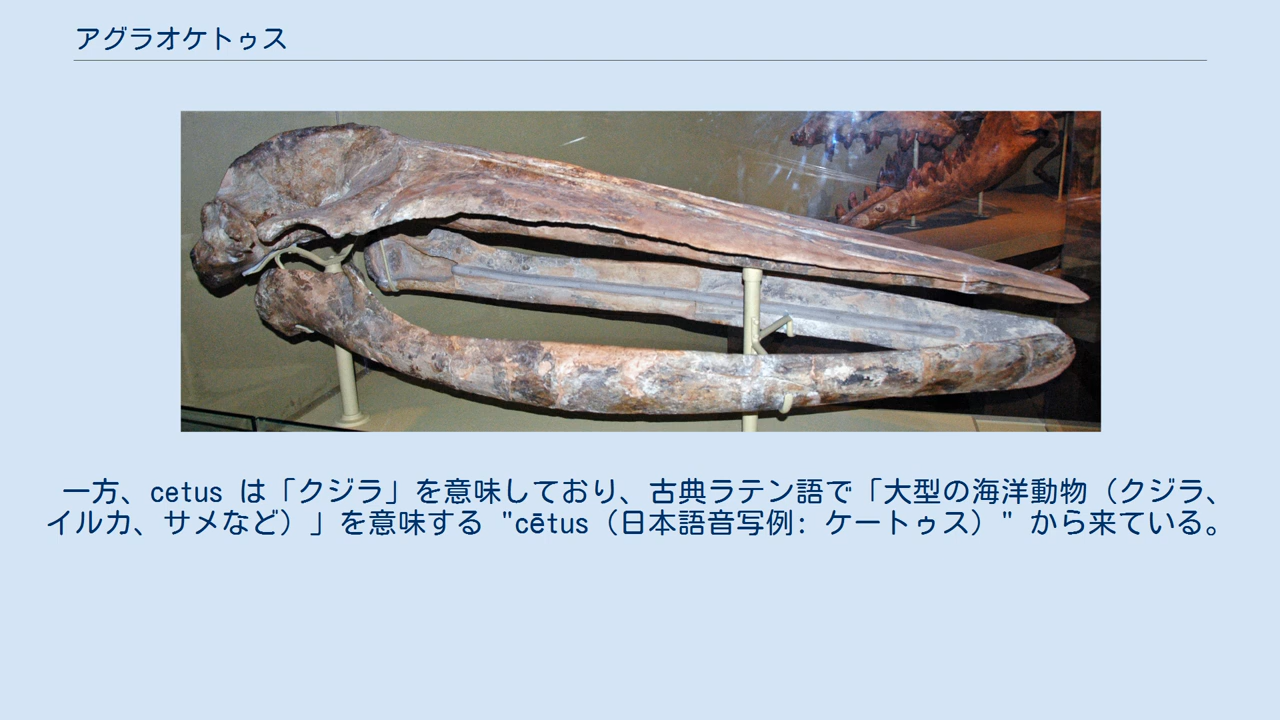 アグラオケトゥス
一方、cetus は「クジラ」を意味しており、古典ラテン語で「大型の海洋動物（クジラ、
イルカ、サメなど）」を意味する "cētus（日本語音写例: ケートゥス）" から来ている。